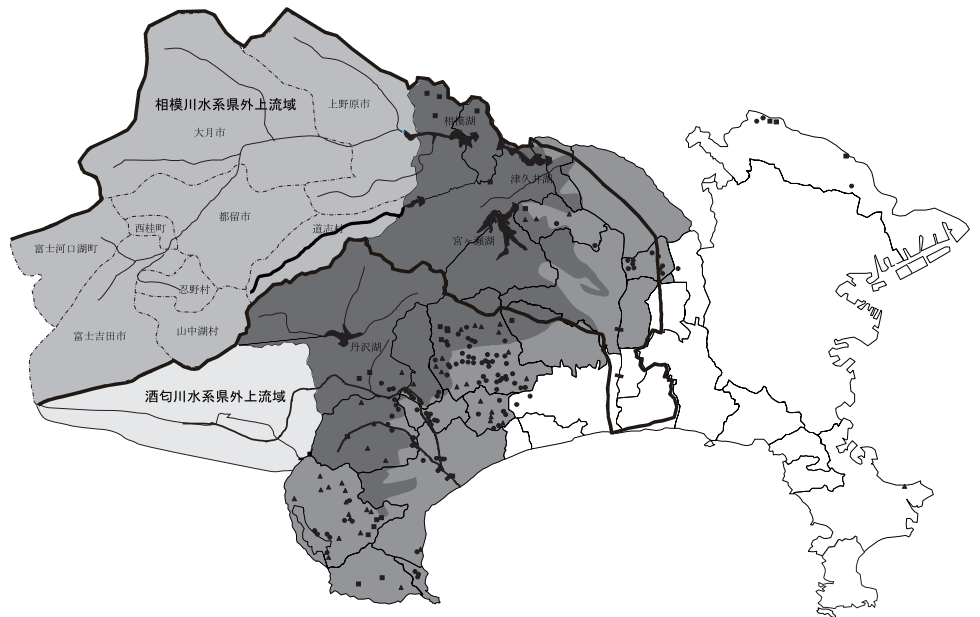 相模川水系県外上流域
上野原市
大月市
相模湖
津久井湖
都留市
西桂町
道志村
宮ヶ瀬湖
富士河口湖町
忍野村
富士吉田市
山中湖村
丹沢湖
酒匂川水系県外上流域